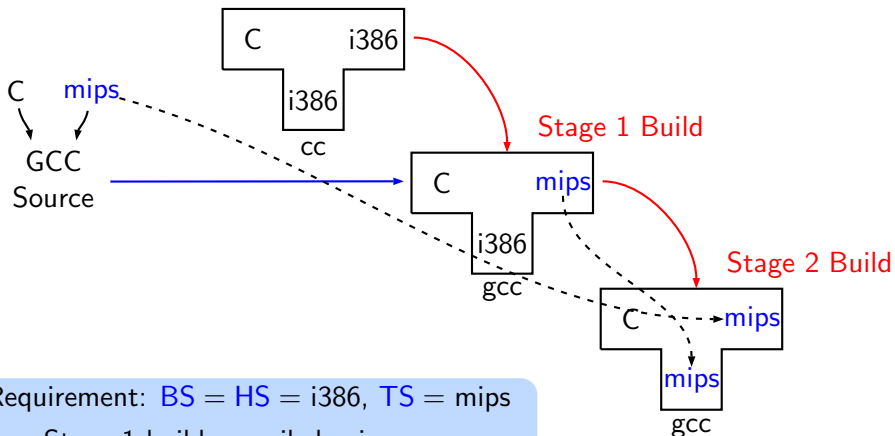 C i386
i386
cc
C mips
GCC
Source
Stage 1 Build
C mips
i386
gcc
Stage 2 Build
C mips
mips
gcc
Requirement: BS = HS = i386, TS = mips